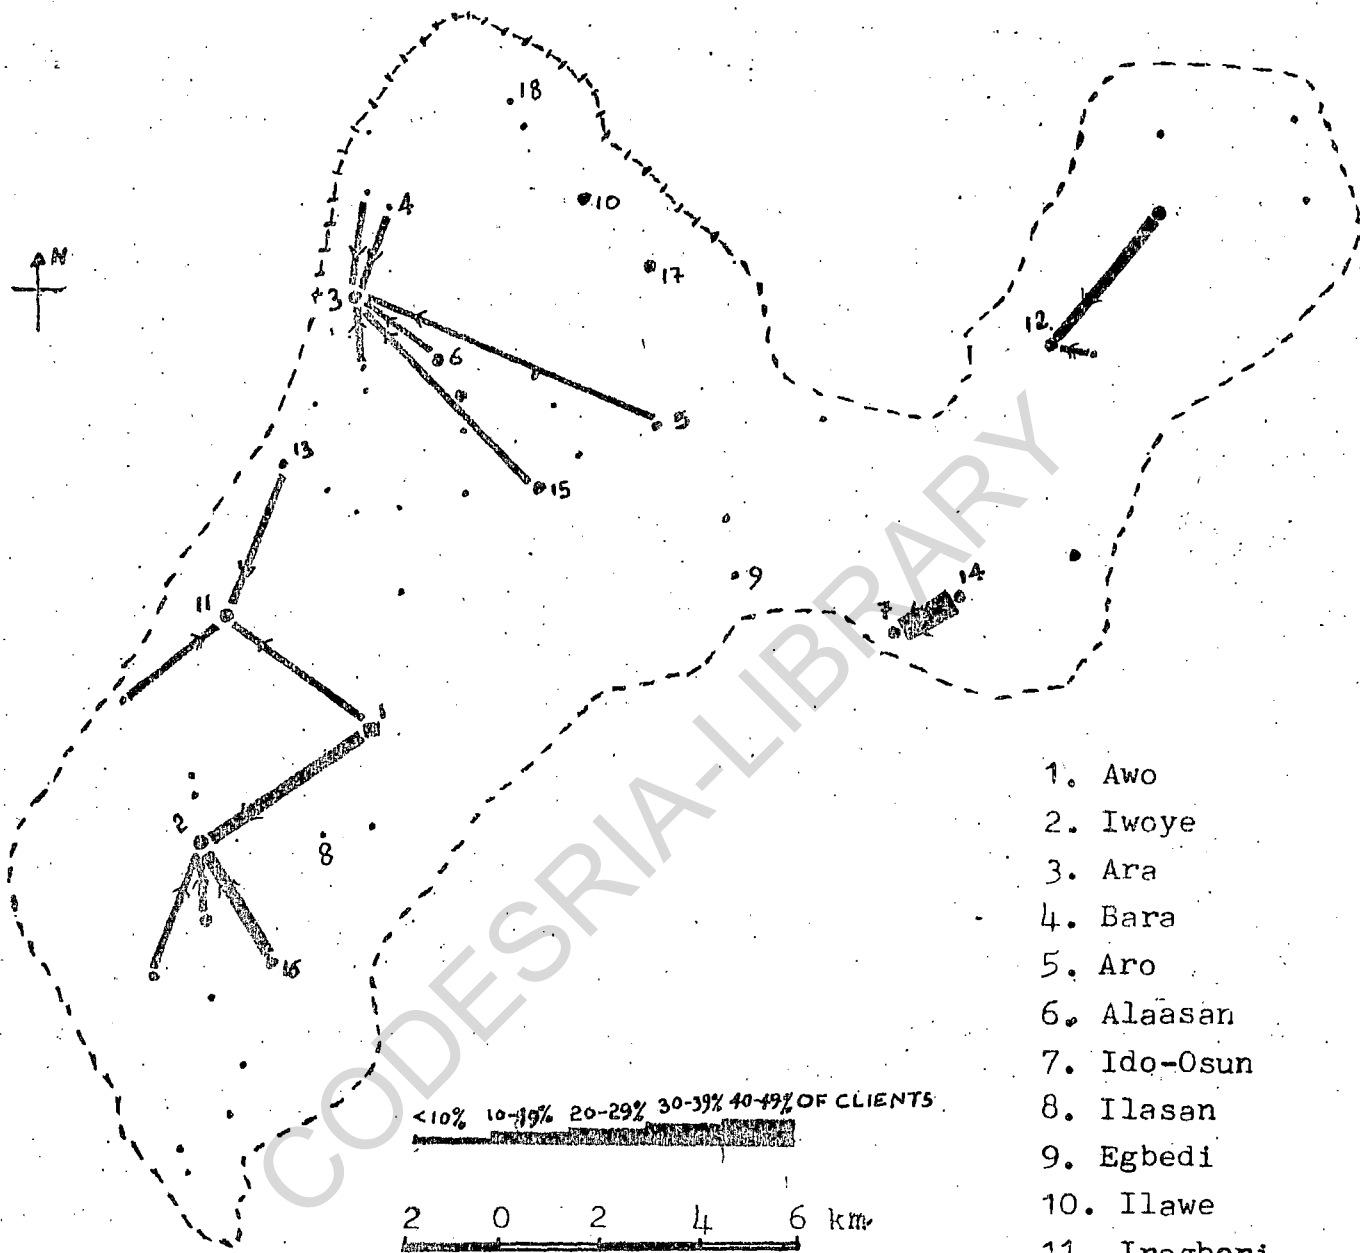 18
4
10
N
17
3
12
6
5
13
15
9
14
7
11
1
2
8
16
1. Awo
2. Iwoye
3. Ara
4. Bara
5. Aro
6. Alaasan
7. Ido-Osun
8. Ilasan
9. Egbedi
10. Ilawe
<10% 10-19% 20-29% 30-39% 40-49% OF CLIENTS
2 0 2 4 6 km.
CODESRIA-LIBRARY